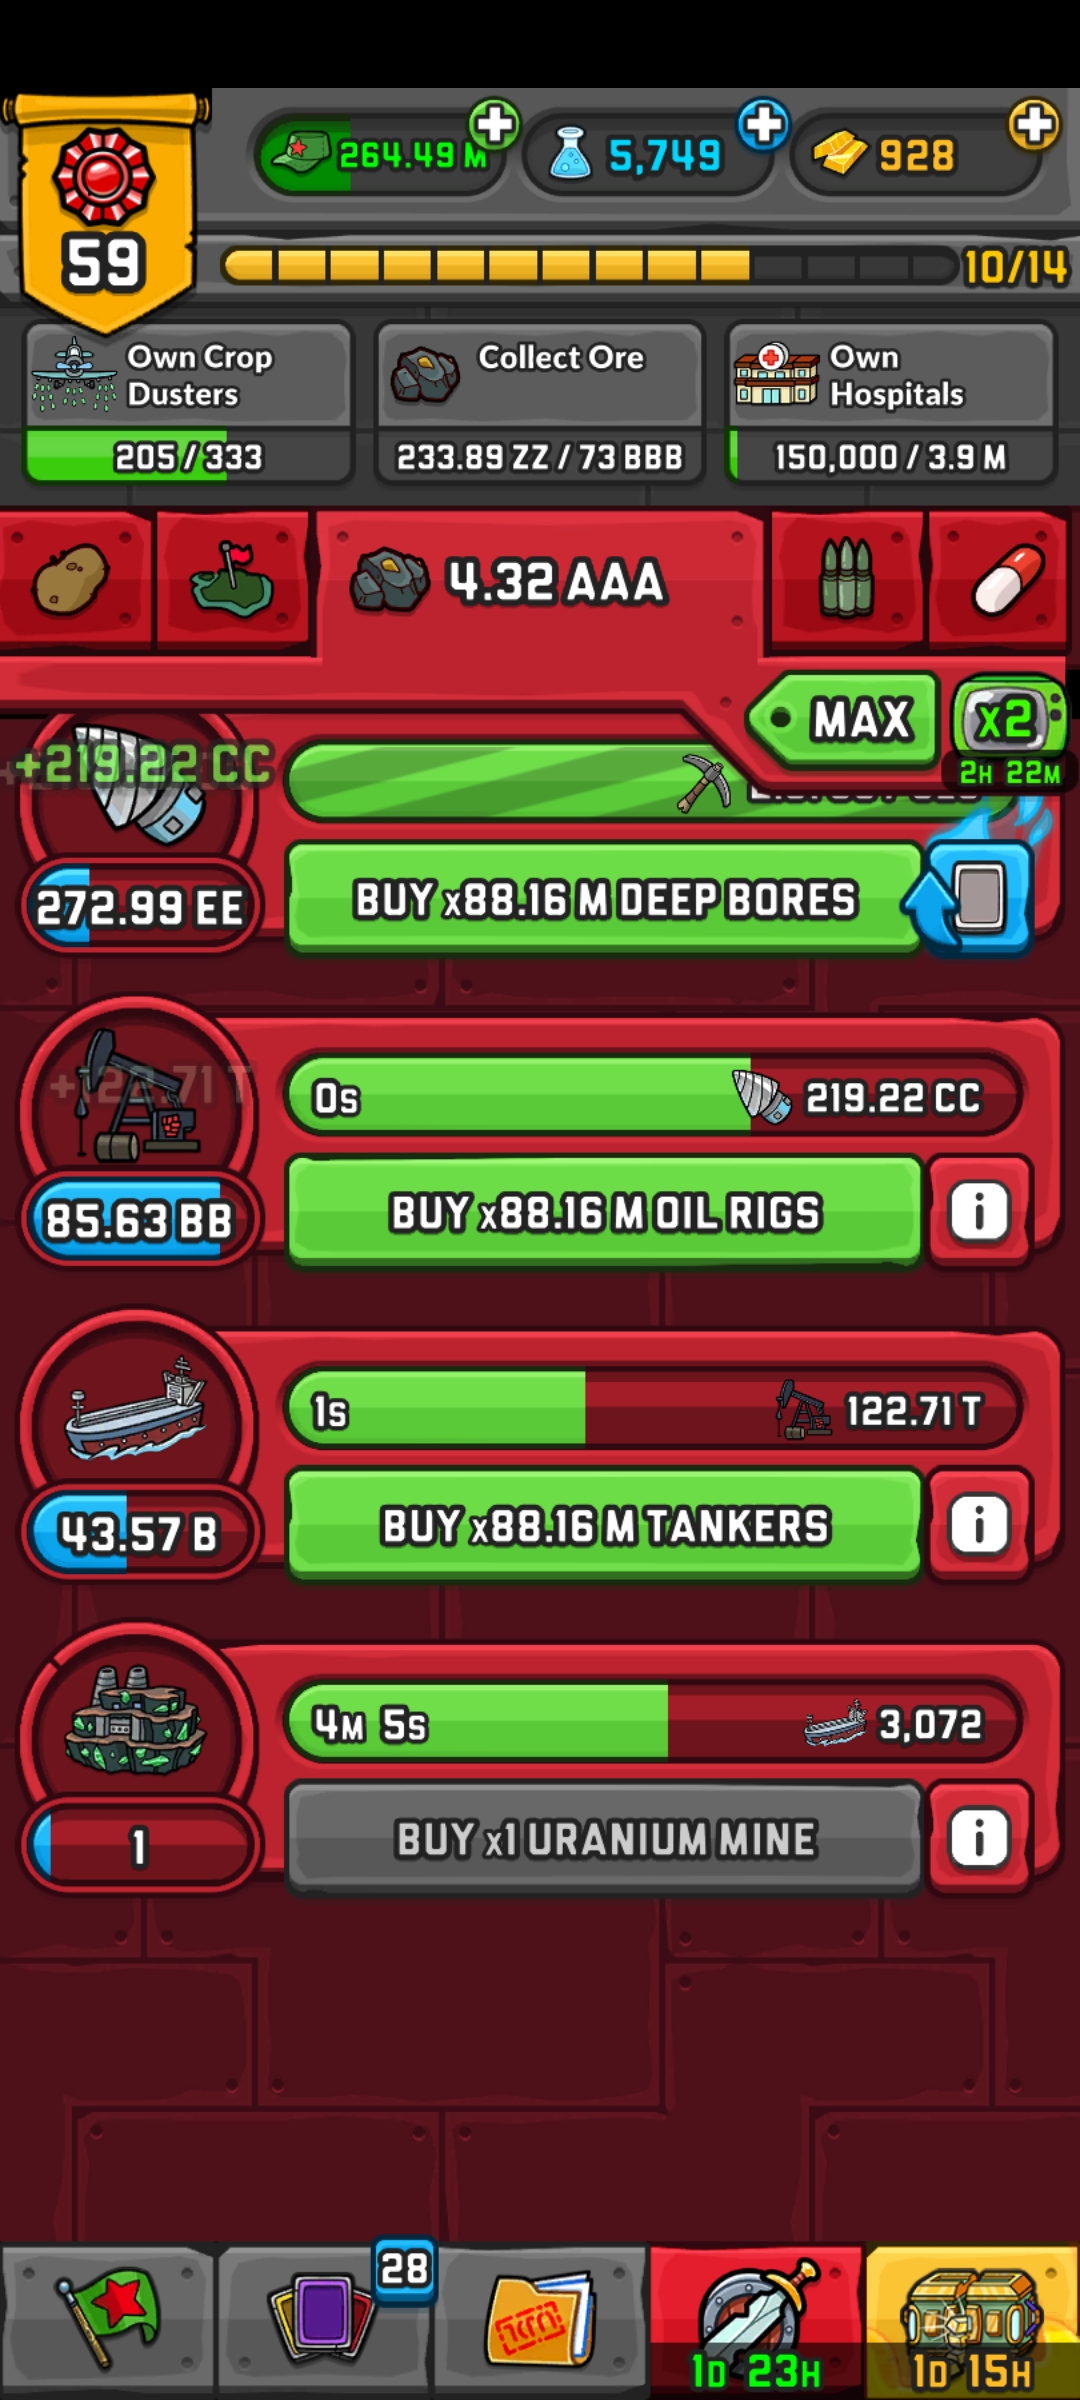 264.49 M
5,749
928
59
10/14
Own Crop
Dusters
205/333
Collect Ore
233.89 ZZ / 73 BBB
Own
Hospitals
150,000 / 3.9 M
4.32 AAA
MAX
x2
2H 22M
+219.22 CC
272.99 EE
BUY x88.16 M DEEP BORES
+122.71 T
0s
219.22 CC
85.63 BB
BUY x88.16 M OIL RIGS
i
1s
122.71 T
43.57 B
BUY x88.16 M TANKERS
i
4M 5s
3,072
1
BUY x1 URANIUM MINE
i
28
1D 23H
1D 15H